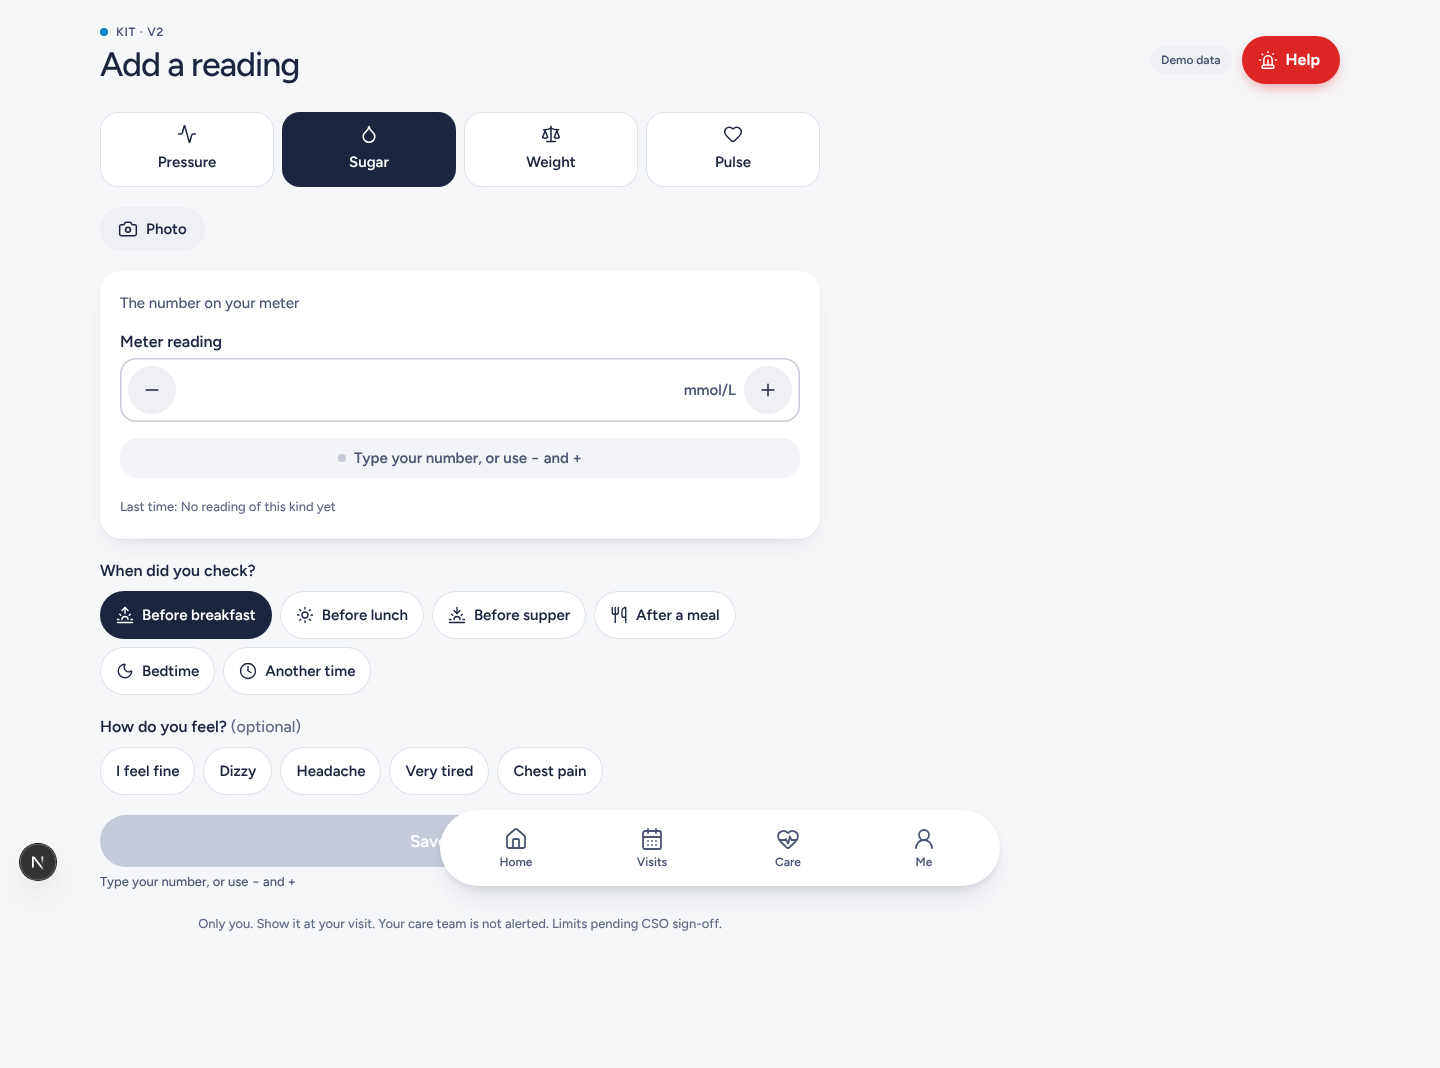 KIT · V2
Add a reading
Demo data
Help
Pressure
Sugar
Weight
Pulse
Photo
The number on your meter
Meter reading
mmol/L
Type your number, or use − and +
Last time: No reading of this kind yet
When did you check?
Before breakfast
Before lunch
Before supper
After a meal
Bedtime
Another time
How do you feel? (optional)
I feel fine
Dizzy
Headache
Very tired
Chest pain
Home
Visits
Care
Me
Type your number, or use − and +
Only you. Show it at your visit. Your care team is not alerted. Limits pending CSO sign-off.